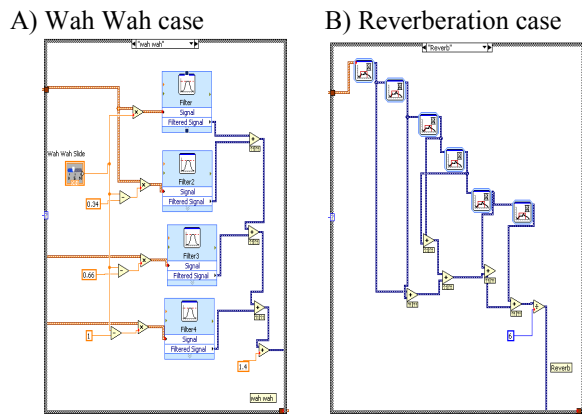 A) Wah Wah case
B) Reverberation case
"wah wah"
Filter
Signal
Filtered Signal
Wah Wah Slide
Filter2
Signal
Filtered Signal
0.34
Filter3
Signal
Filtered Signal
0.66
Filter4
Signal
Filtered Signal
1
1.4
wah wah
"Reverb"
6
Reverb